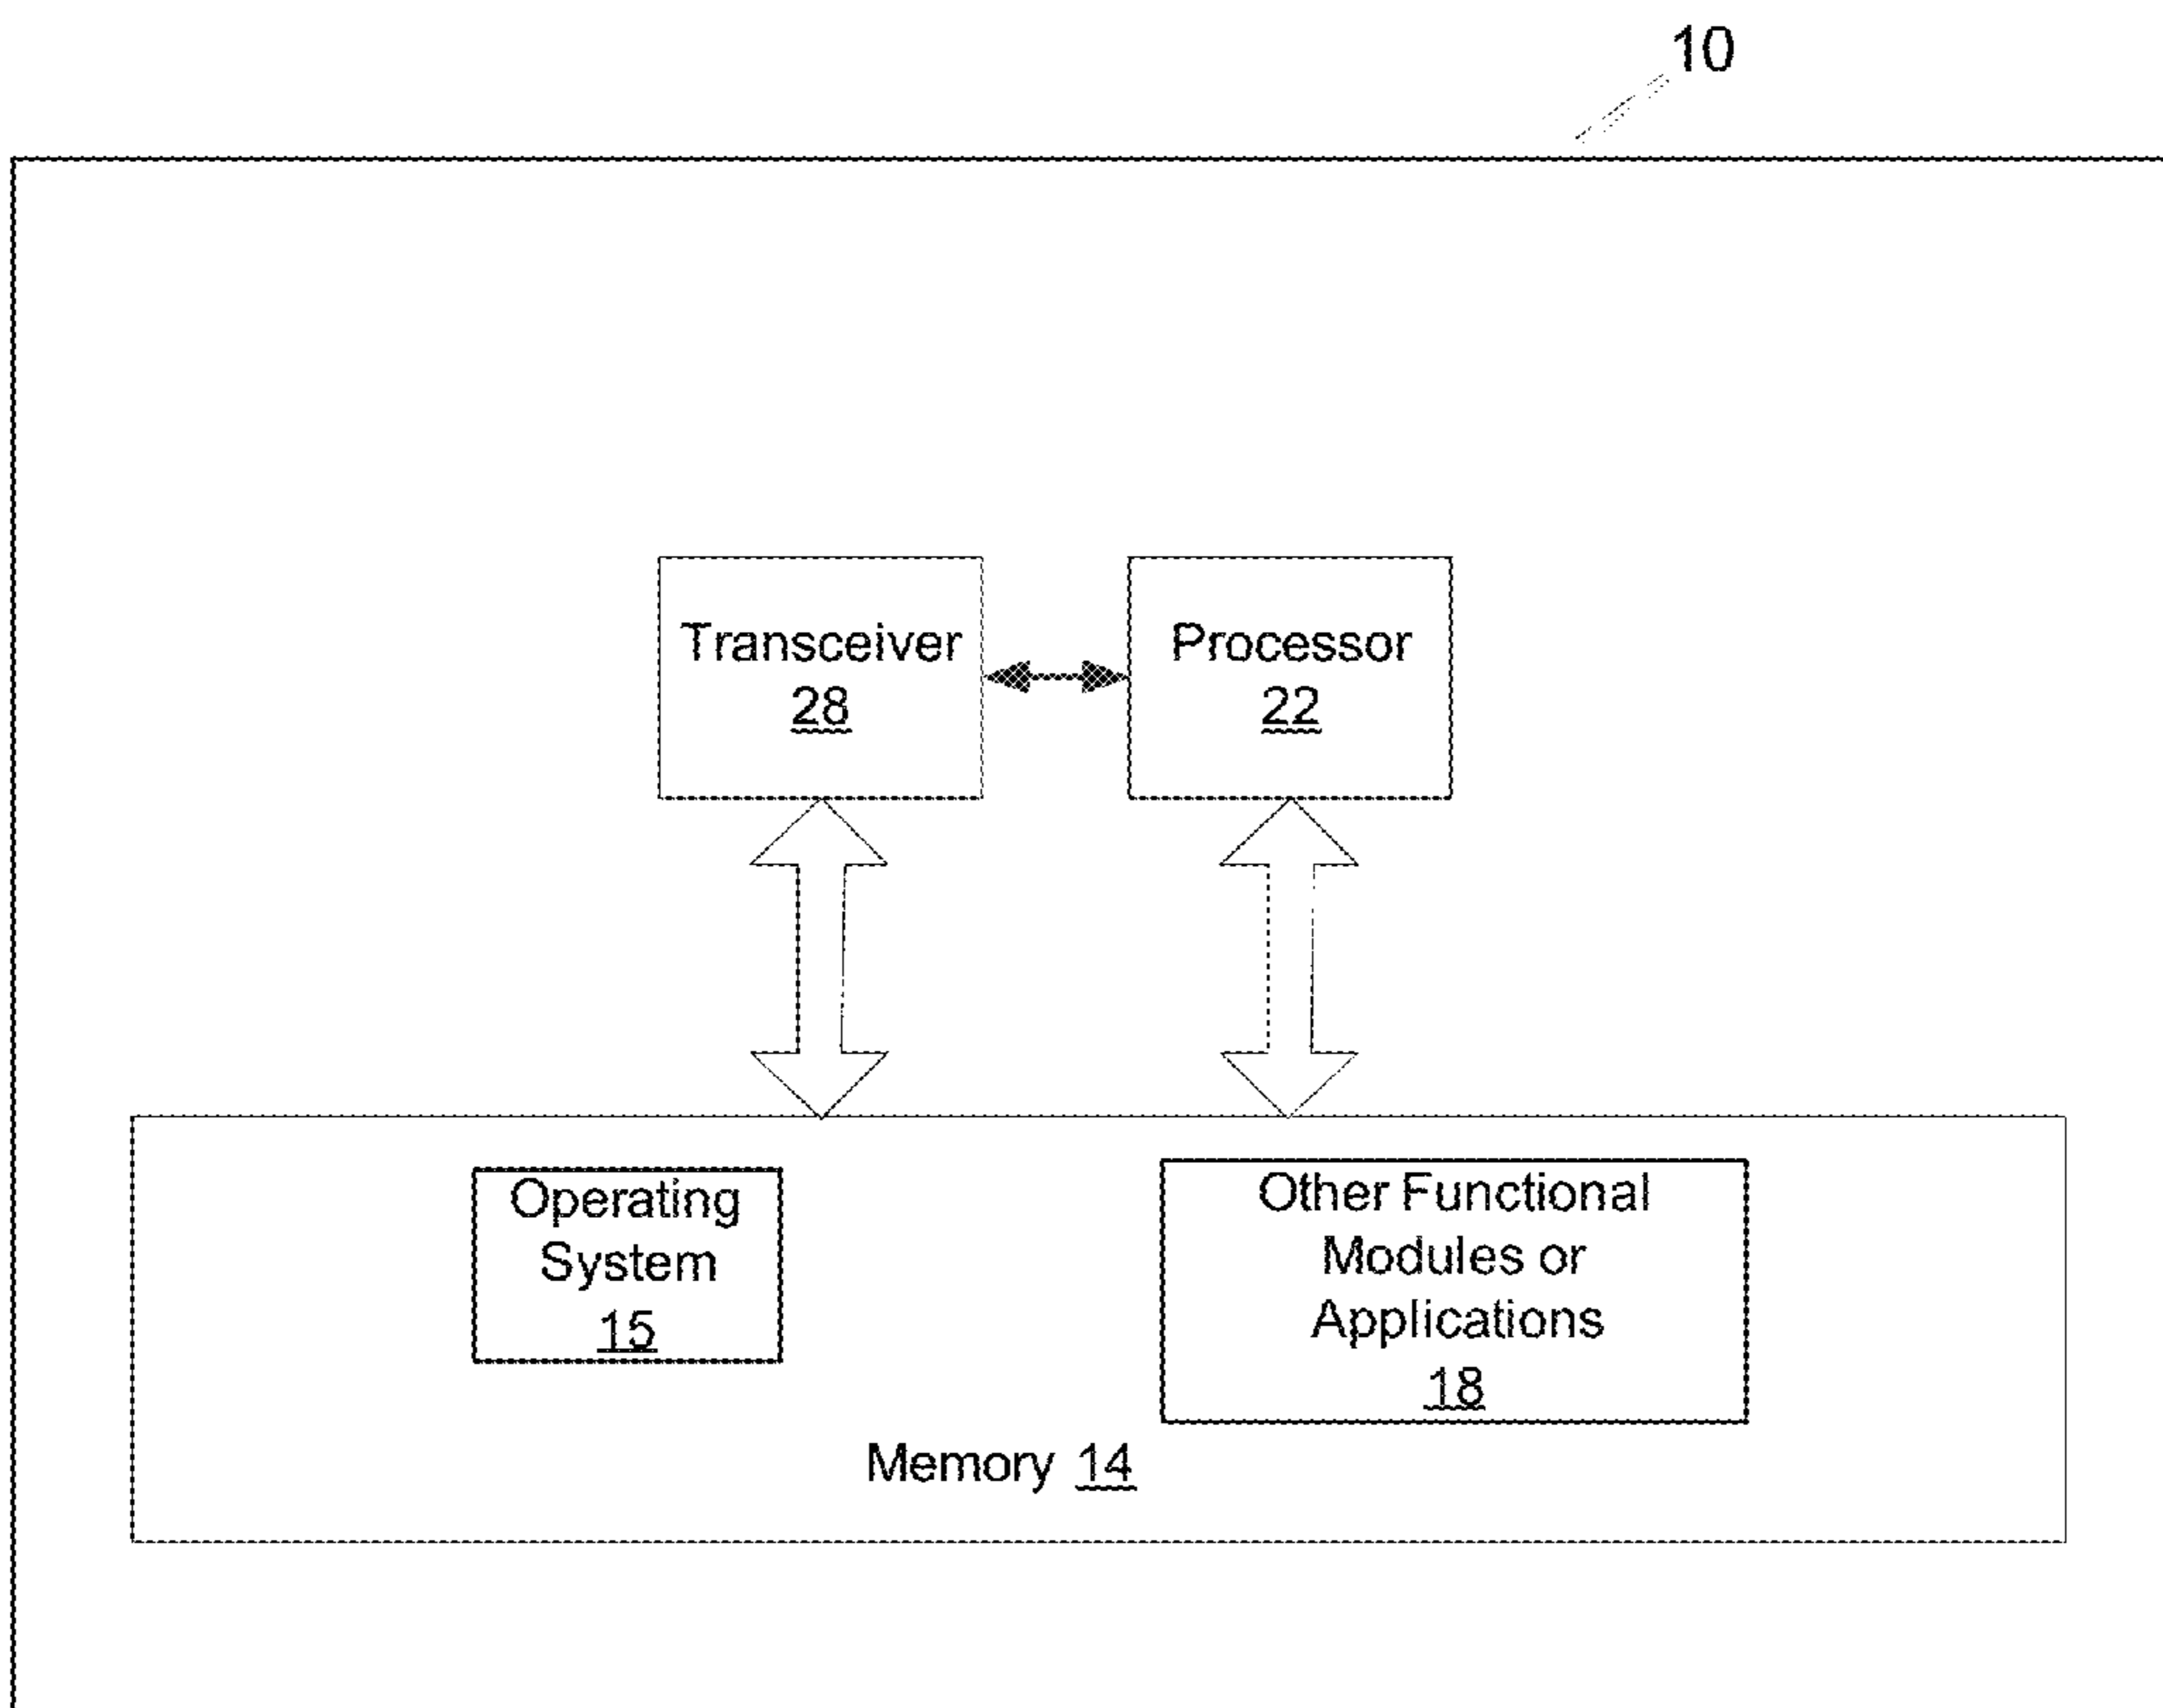 10
Transceiver
28
Processor
22
Operating
System
15
Other Functional
Modules or
Applications
18
Memory 14